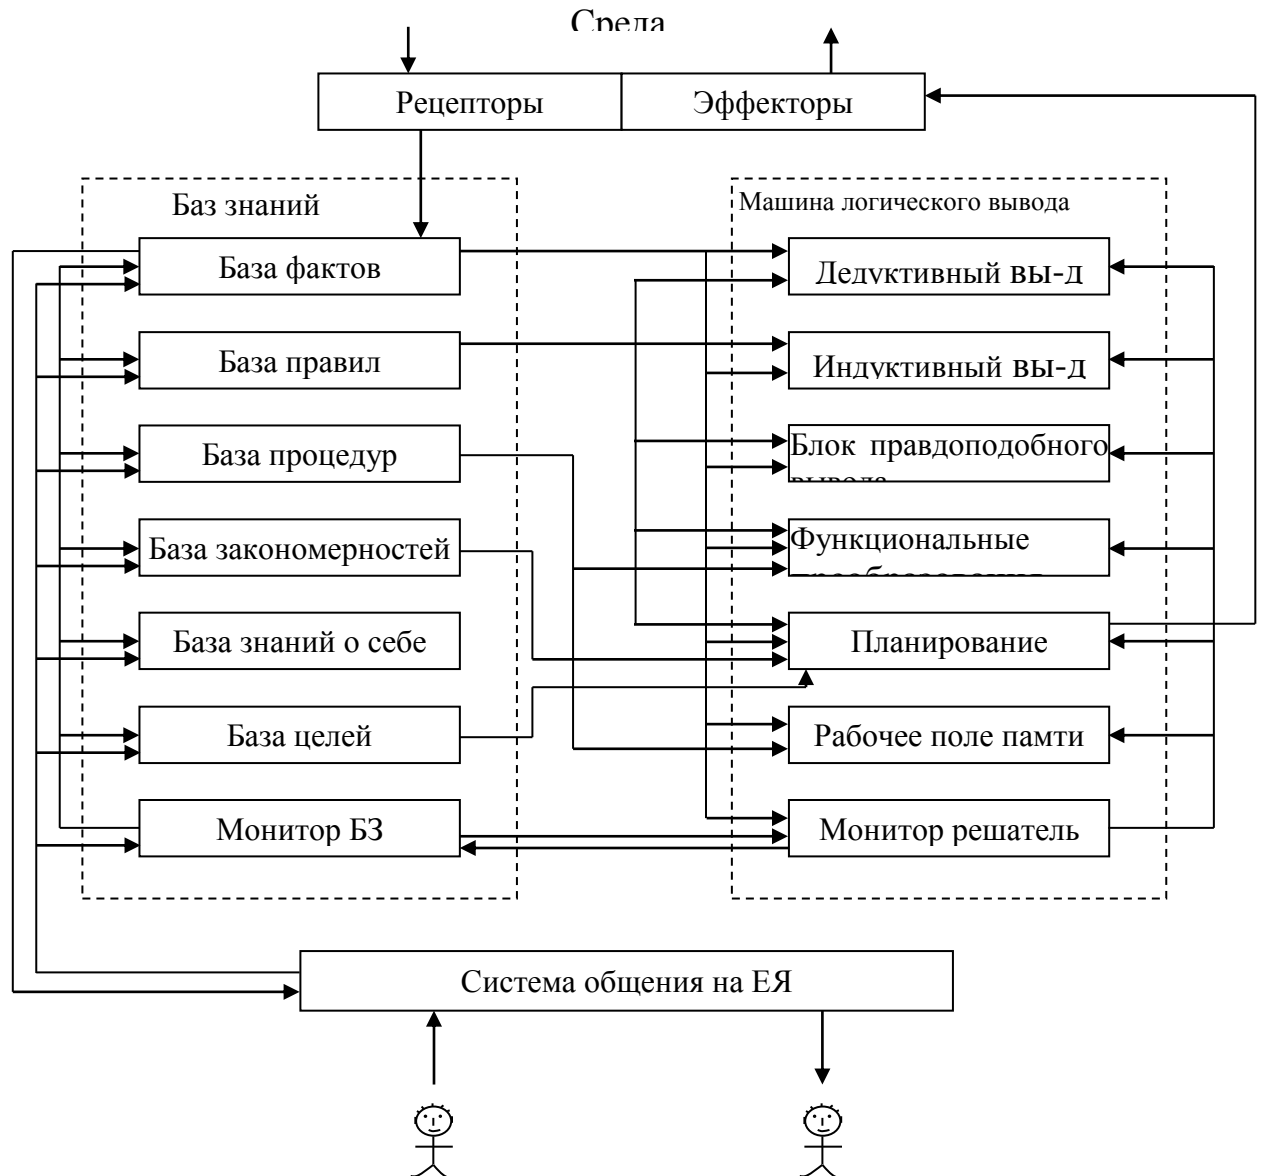 Среда
Рецепторы
Эффекторы
Баз знаний
Машина логического вывода
База фактов
Дедуктивный вы-д
База правил
Индуктивный вы-д
База процедур
Блок правдоподобного
вывода
База закономерностей
Функциональные
преобразования
База знаний о себе
Планирование
База целей
Рабочее поле памти
Монитор БЗ
Монитор решатель
Система общения на ЕЯ